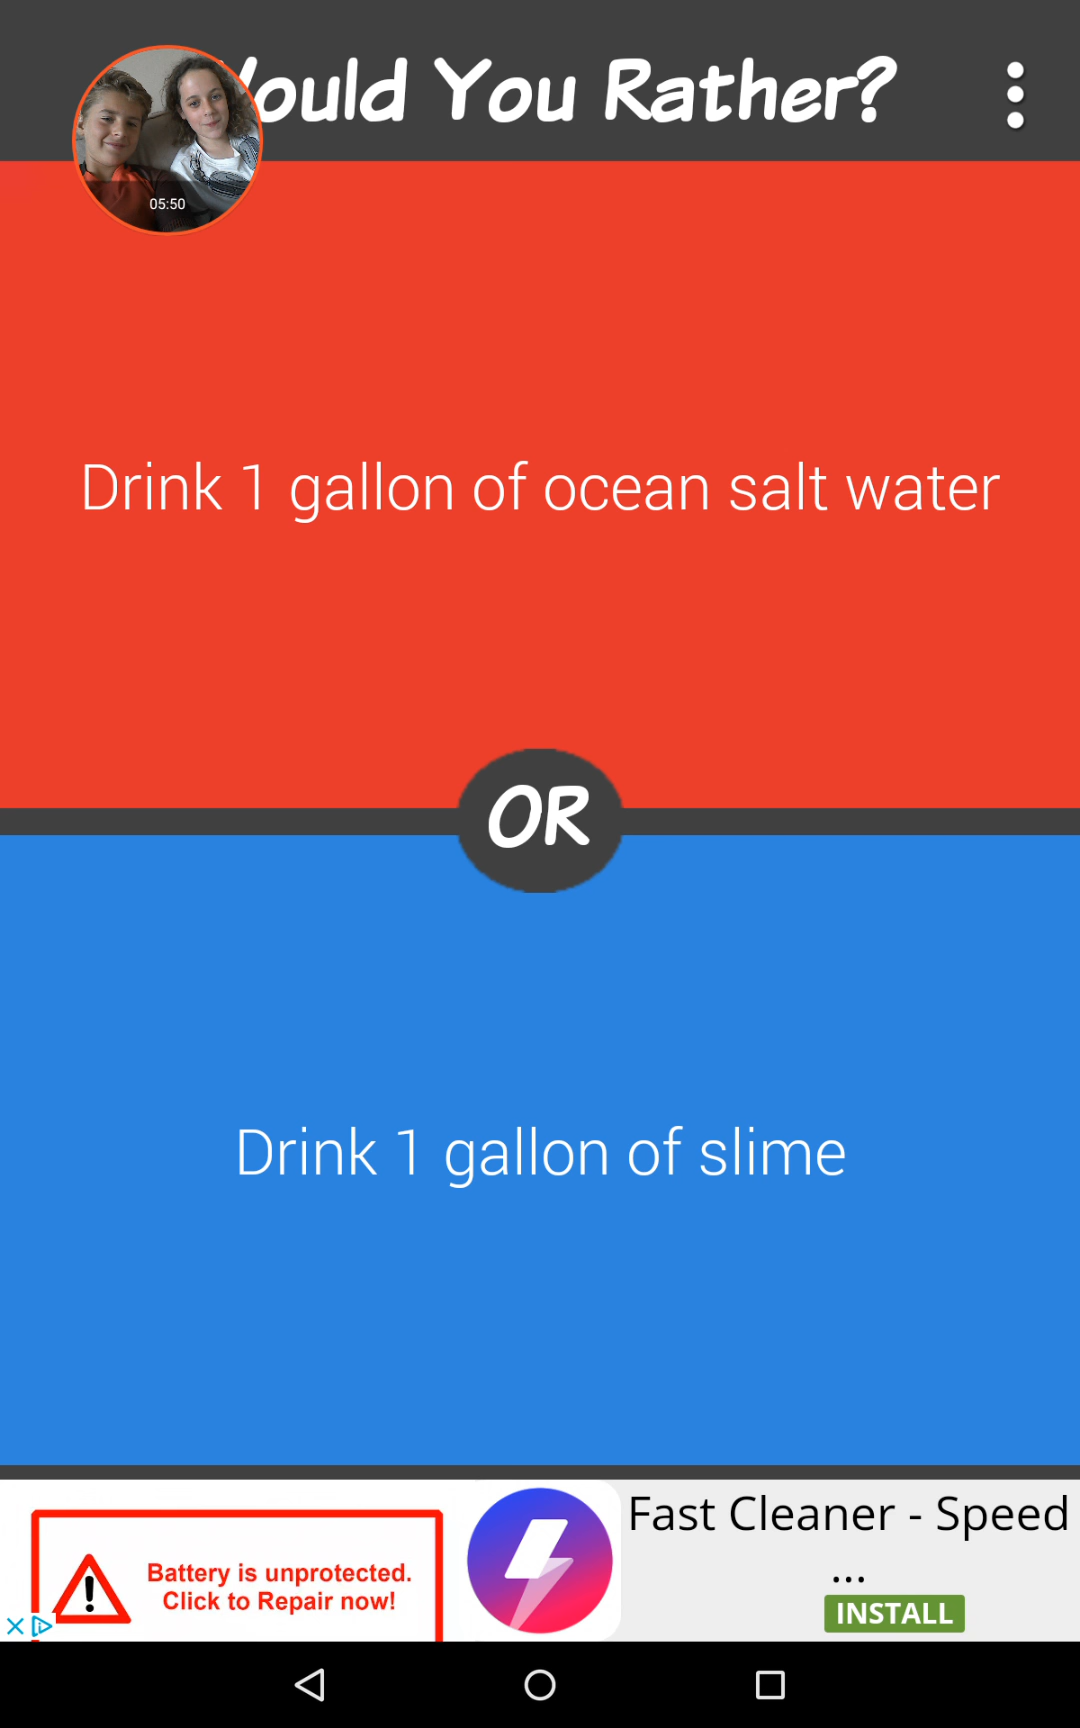 ould You Rather?
05:50
Drink 1 gallon of ocean salt water
OR
Drink 1 gallon of slime
Battery is unprotected.
Click to Repair now!
Fast Cleaner - Speed
...
INSTALL